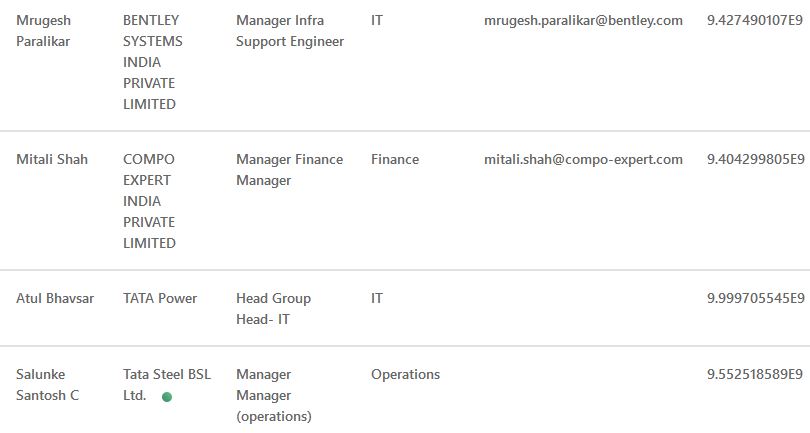 Mrugesh Paralikar BENTLEY SYSTEMS INDIA PRIVATE LIMITED Manager Infra Support Engineer IT mrugesh.paralikar@bentley.com 9.427490107E9
Mitali Shah COMPO EXPERT INDIA PRIVATE LIMITED Manager Finance Manager Finance mitali.shah@compo-expert.com 9.404299805E9
Atul Bhavsar TATA Power Head Group Head- IT IT 9.999705545E9
Salunke Santosh C Tata Steel BSL Ltd. Manager Manager (operations) Operations 9.552518589E9